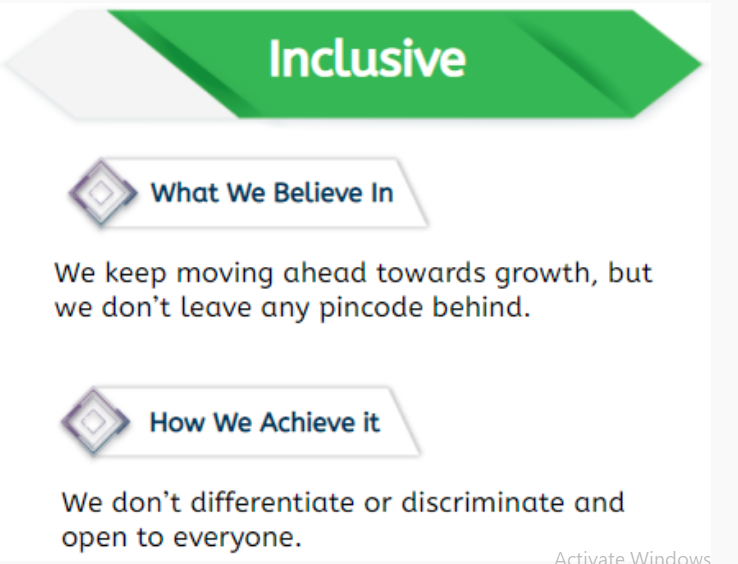 Inclusive
What We Believe In
We keep moving ahead towards growth, but
we don't leave any pincode behind.
How We Achieve it
We don't differentiate or discriminate and
open to everyone.
Activate Windows